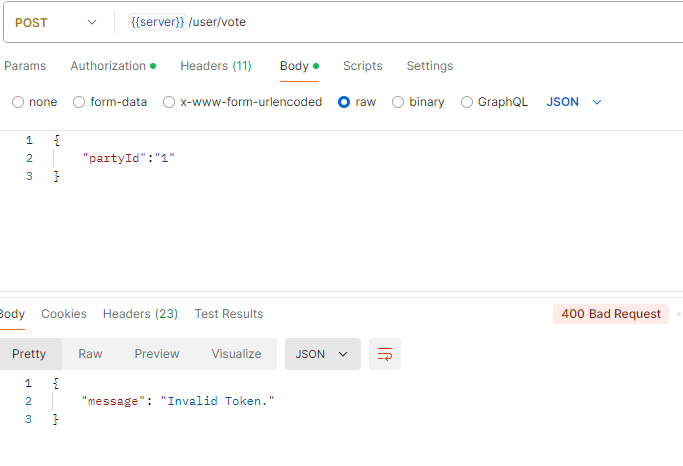 POST {{server}} /user/vote
Params Authorization Headers (11) Body Scripts Settings
none form-data x-www-form-urlencoded raw binary GraphQL JSON
1 {
2 "partyId":"1"
3 }
Body Cookies Headers (23) Test Results 400 Bad Request
Pretty Raw Preview Visualize JSON
1 {
2 "message": "Invalid Token."
3 }